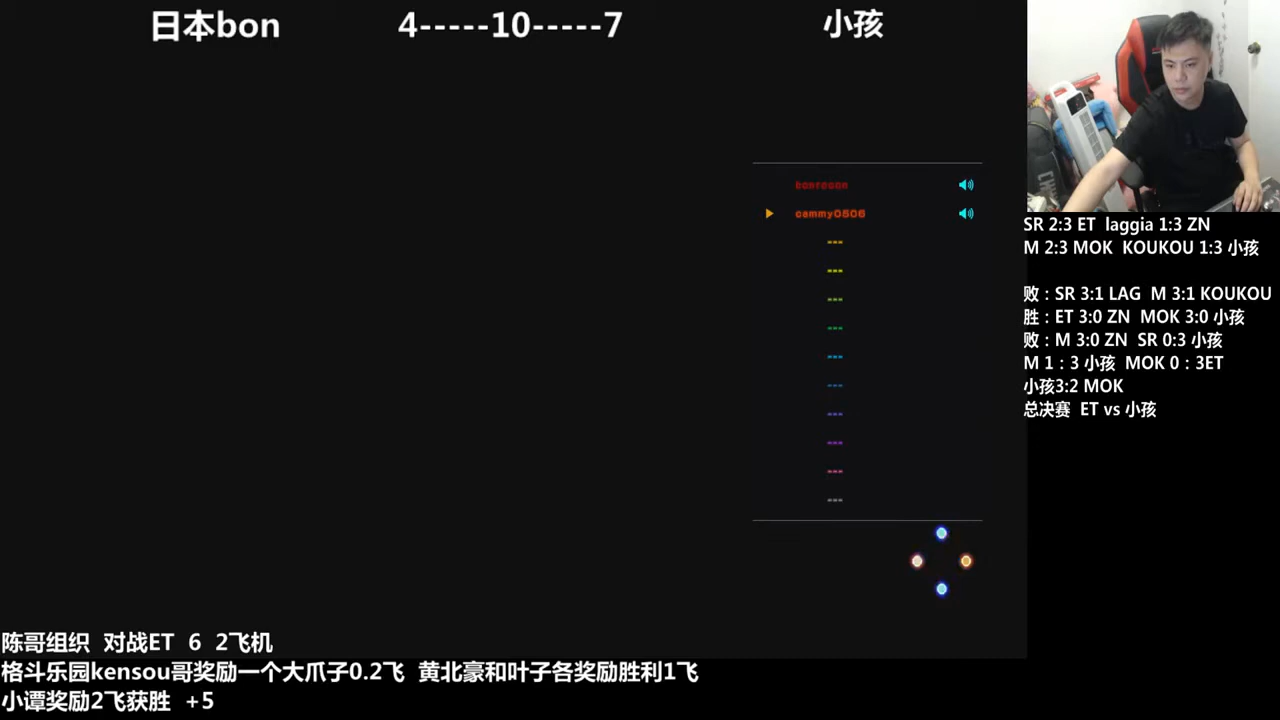 日本bon 4-----10-----7 小孩
cammy0806
---
---
---
---
---
---
---
---
---
---
SR 2:3 ET laggia 1:3 ZN
M 2:3 MOK KOUKOU 1:3 小孩
败：SR 3:1 LAG M 3:1 KOUKOU
胜：ET 3:0 ZN MOK 3:0 小孩
败：M 3:0 ZN SR 0:3 小孩
M 1：3 小孩 MOK 0：3ET
小孩3:2 MOK
总决赛 ET vs 小孩
陈哥组织 对战ET 6 2飞机
格斗乐园kensou哥奖励一个大爪子0.2飞 黄北豪和叶子各奖励胜利1飞
小谭奖励2飞获胜 +5